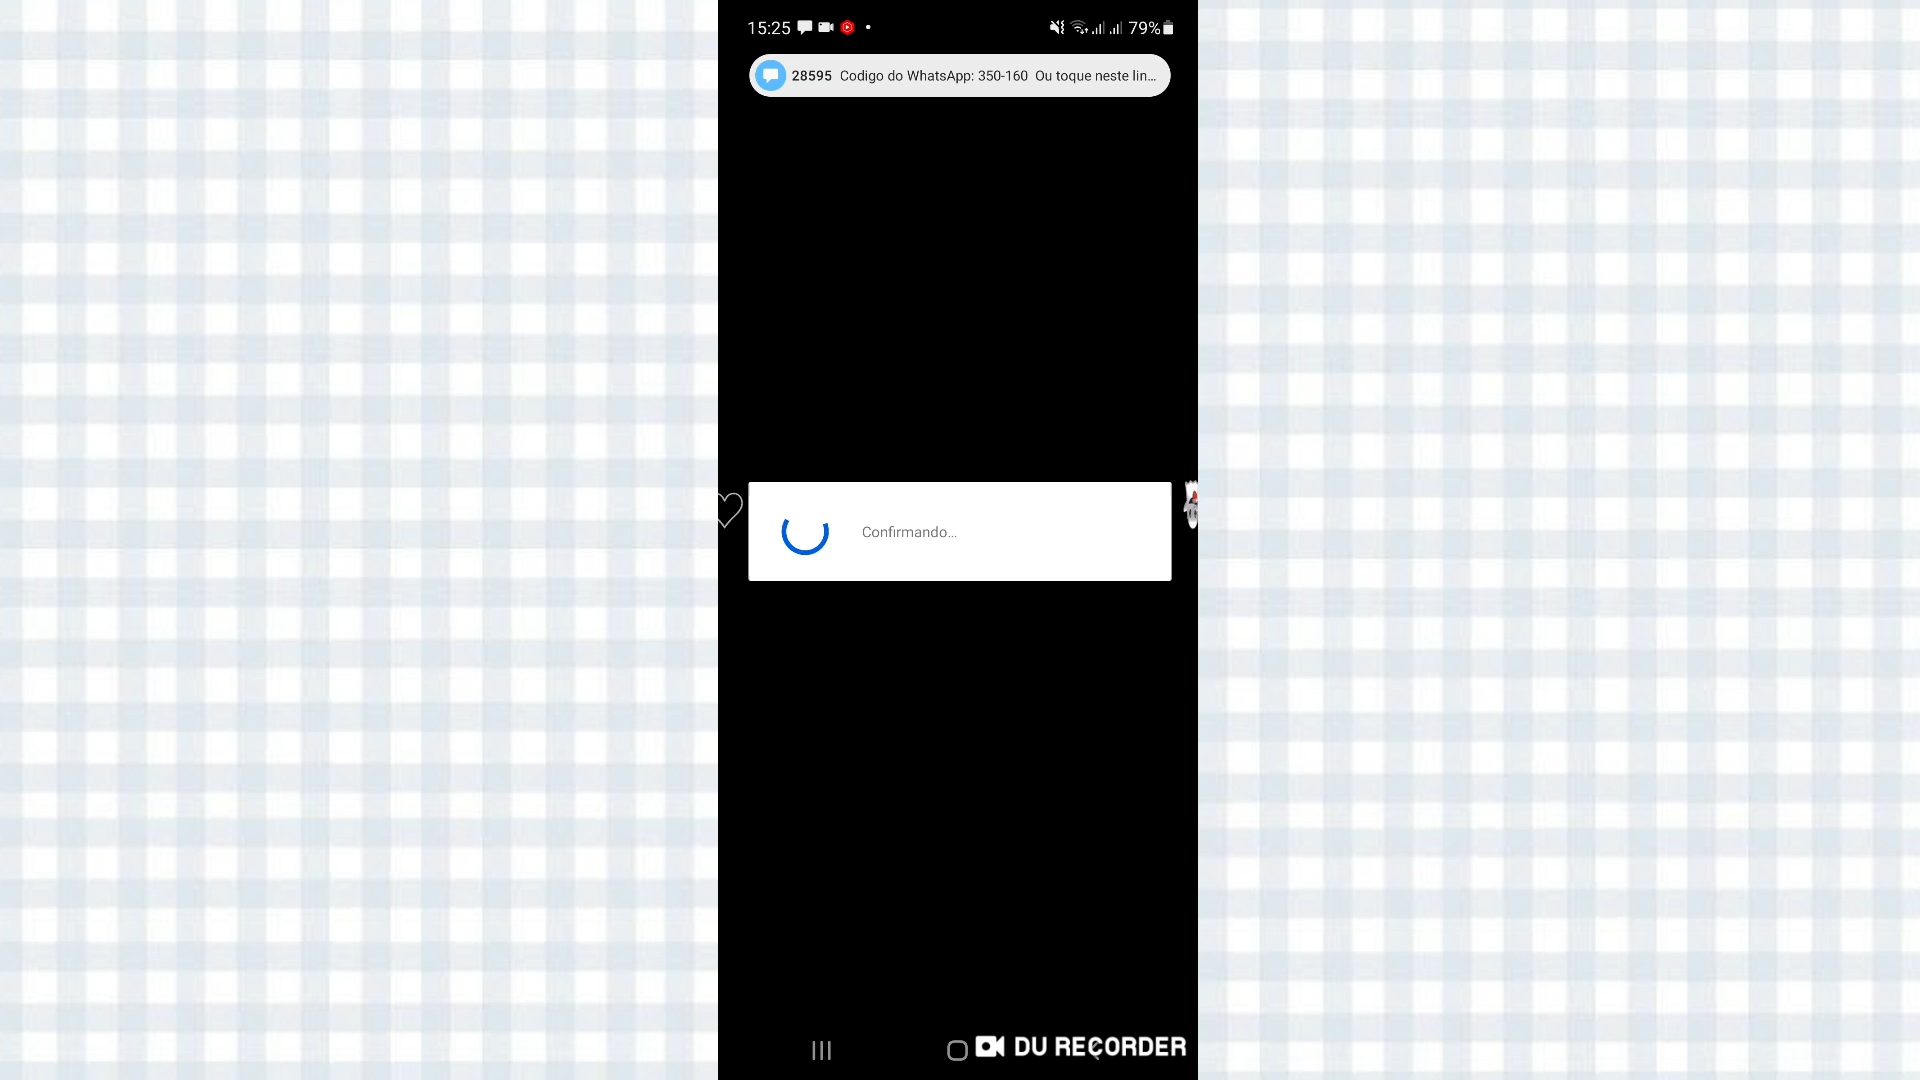 15:25 79%
28595 Codigo do WhatsApp: 350-160 Ou toque neste lin...
Confirmando...
DU RECORDER